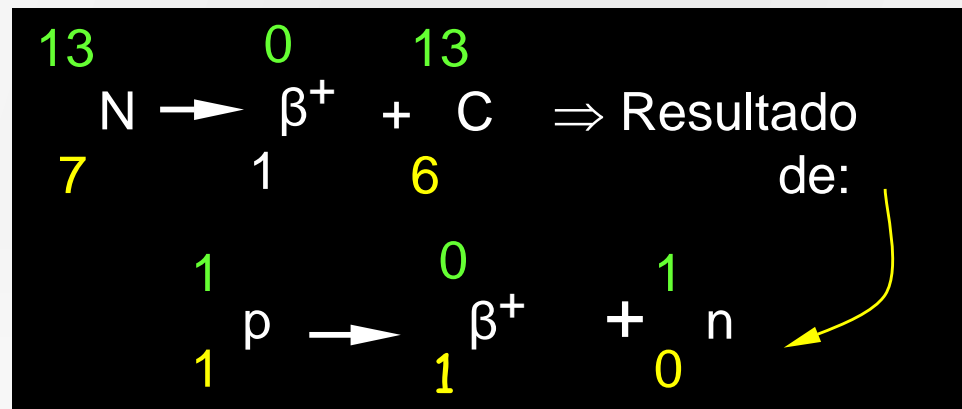 13 0 13
N → β+ + C ⇒ Resultado
7 1 6 de:
1 0 1
p → β+ + n
1 1 0